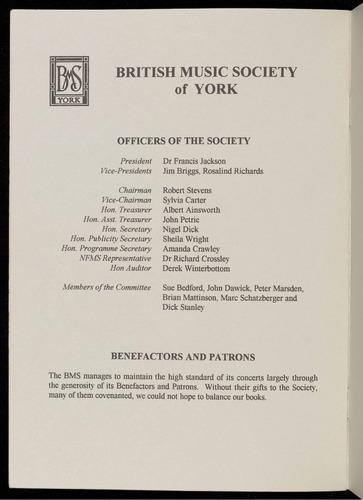 BMS
YORK
BRITISH MUSIC SOCIETY
of YORK
OFFICERS OF THE SOCIETY
President Dr Francis Jackson
Vice-Presidents Jim Briggs, Rosalind Richards
Chairman Robert Stevens
Vice-Chairman Sylvia Carter
Hon. Treasurer Albert Ainsworth
Hon. Asst. Treasurer John Petrie
Hon. Secretary Nigel Dick
Hon. Publicity Secretary Sheila Wright
Hon. Programme Secretary Amanda Crawley
NFMS Representative Dr Richard Crossley
Hon Auditor Derek Winterbottom
Members of the Committee Sue Bedford, John Dawick, Peter Marsden,
Brian Mattinson, Marc Schatzberger and
Dick Stanley
BENEFACTORS AND PATRONS
The BMS manages to maintain the high standard of its concerts largely through
the generosity of its Benefactors and Patrons. Without their gifts to the Society,
many of them covenanted, we could not hope to balance our books.